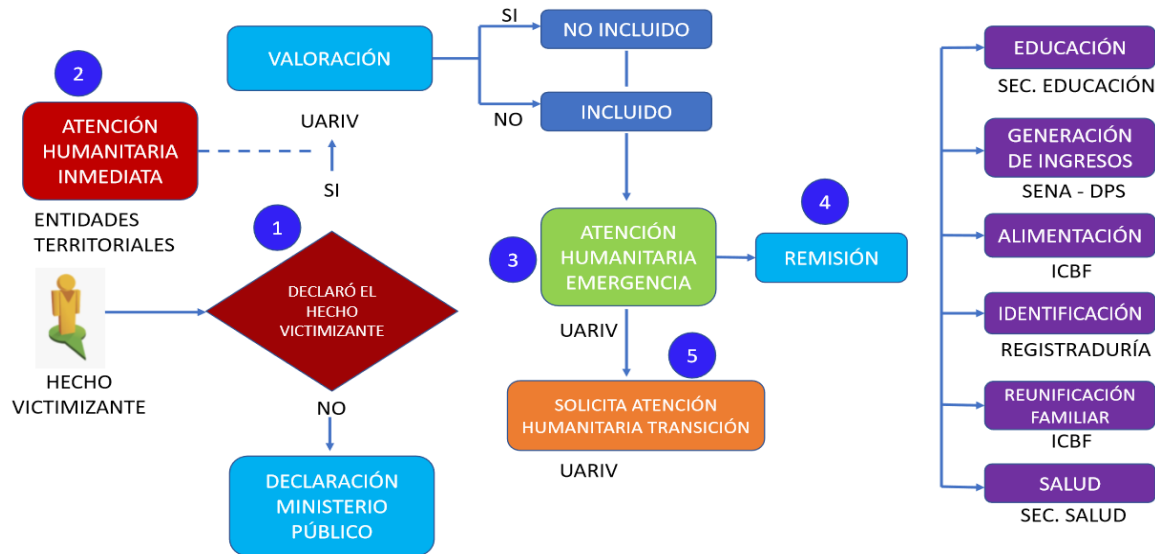 2
ATENCIÓN
HUMANITARIA
INMEDIATA
ENTIDADES
TERRITORIALES
HECHO
VICTIMIZANTE
1
DECLARÓ EL
HECHO
VICTIMIZANTE
NO
DECLARACIÓN
MINISTERIO
PÚBLICO
SI
UARIV
VALORACIÓN
SI
NO INCLUIDO
NO
INCLUIDO
3
ATENCIÓN
HUMANITARIA
EMERGENCIA
UARIV
4
REMISIÓN
5
SOLICITA ATENCIÓN
HUMANITARIA TRANSICIÓN
UARIV
EDUCACIÓN
SEC. EDUCACIÓN
GENERACIÓN
DE INGRESOS
SENA - DPS
ALIMENTACIÓN
ICBF
IDENTIFICACIÓN
REGISTRADURÍA
REUNIFICACIÓN
FAMILIAR
ICBF
SALUD
SEC. SALUD